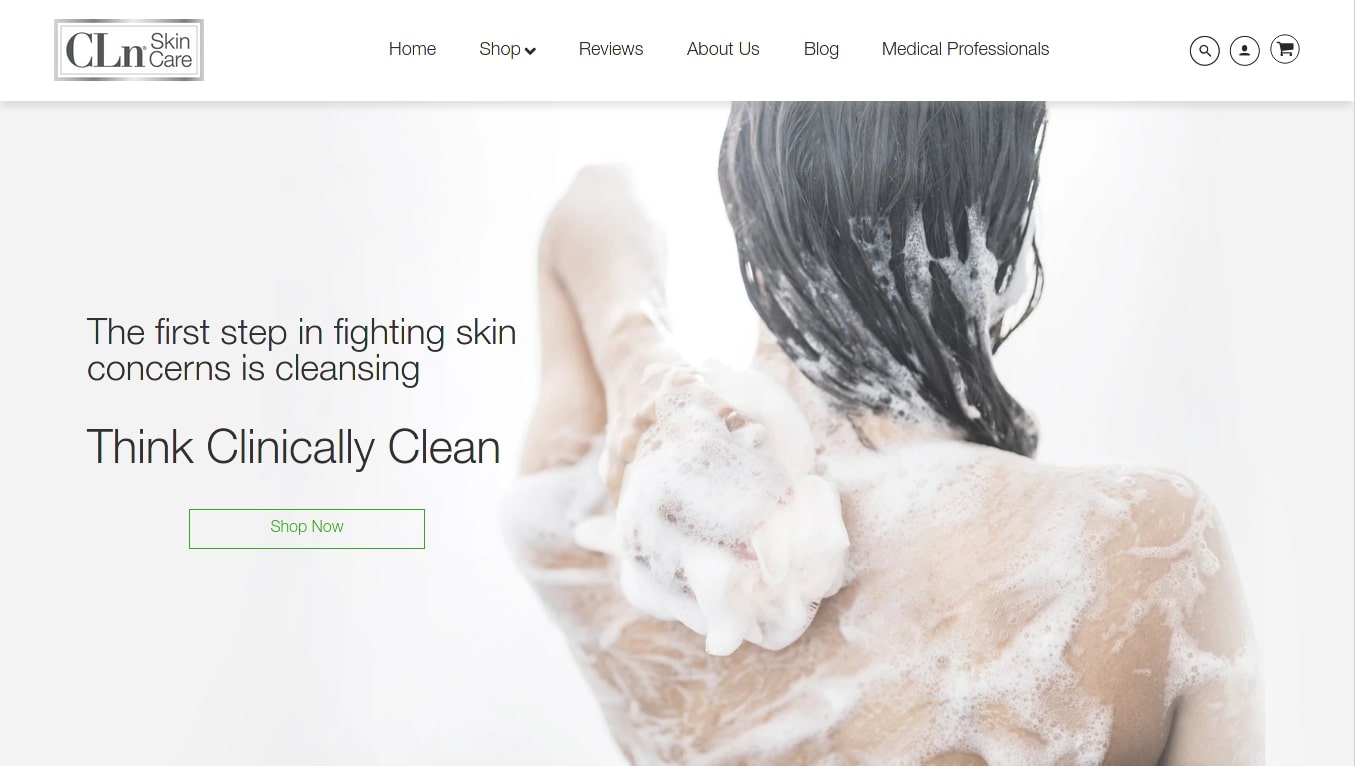 CLn® Skin
Care
Home
Shop
Reviews
About Us
Blog
Medical Professionals
The first step in fighting skin
concerns is cleansing
Think Clinically Clean
Shop Now